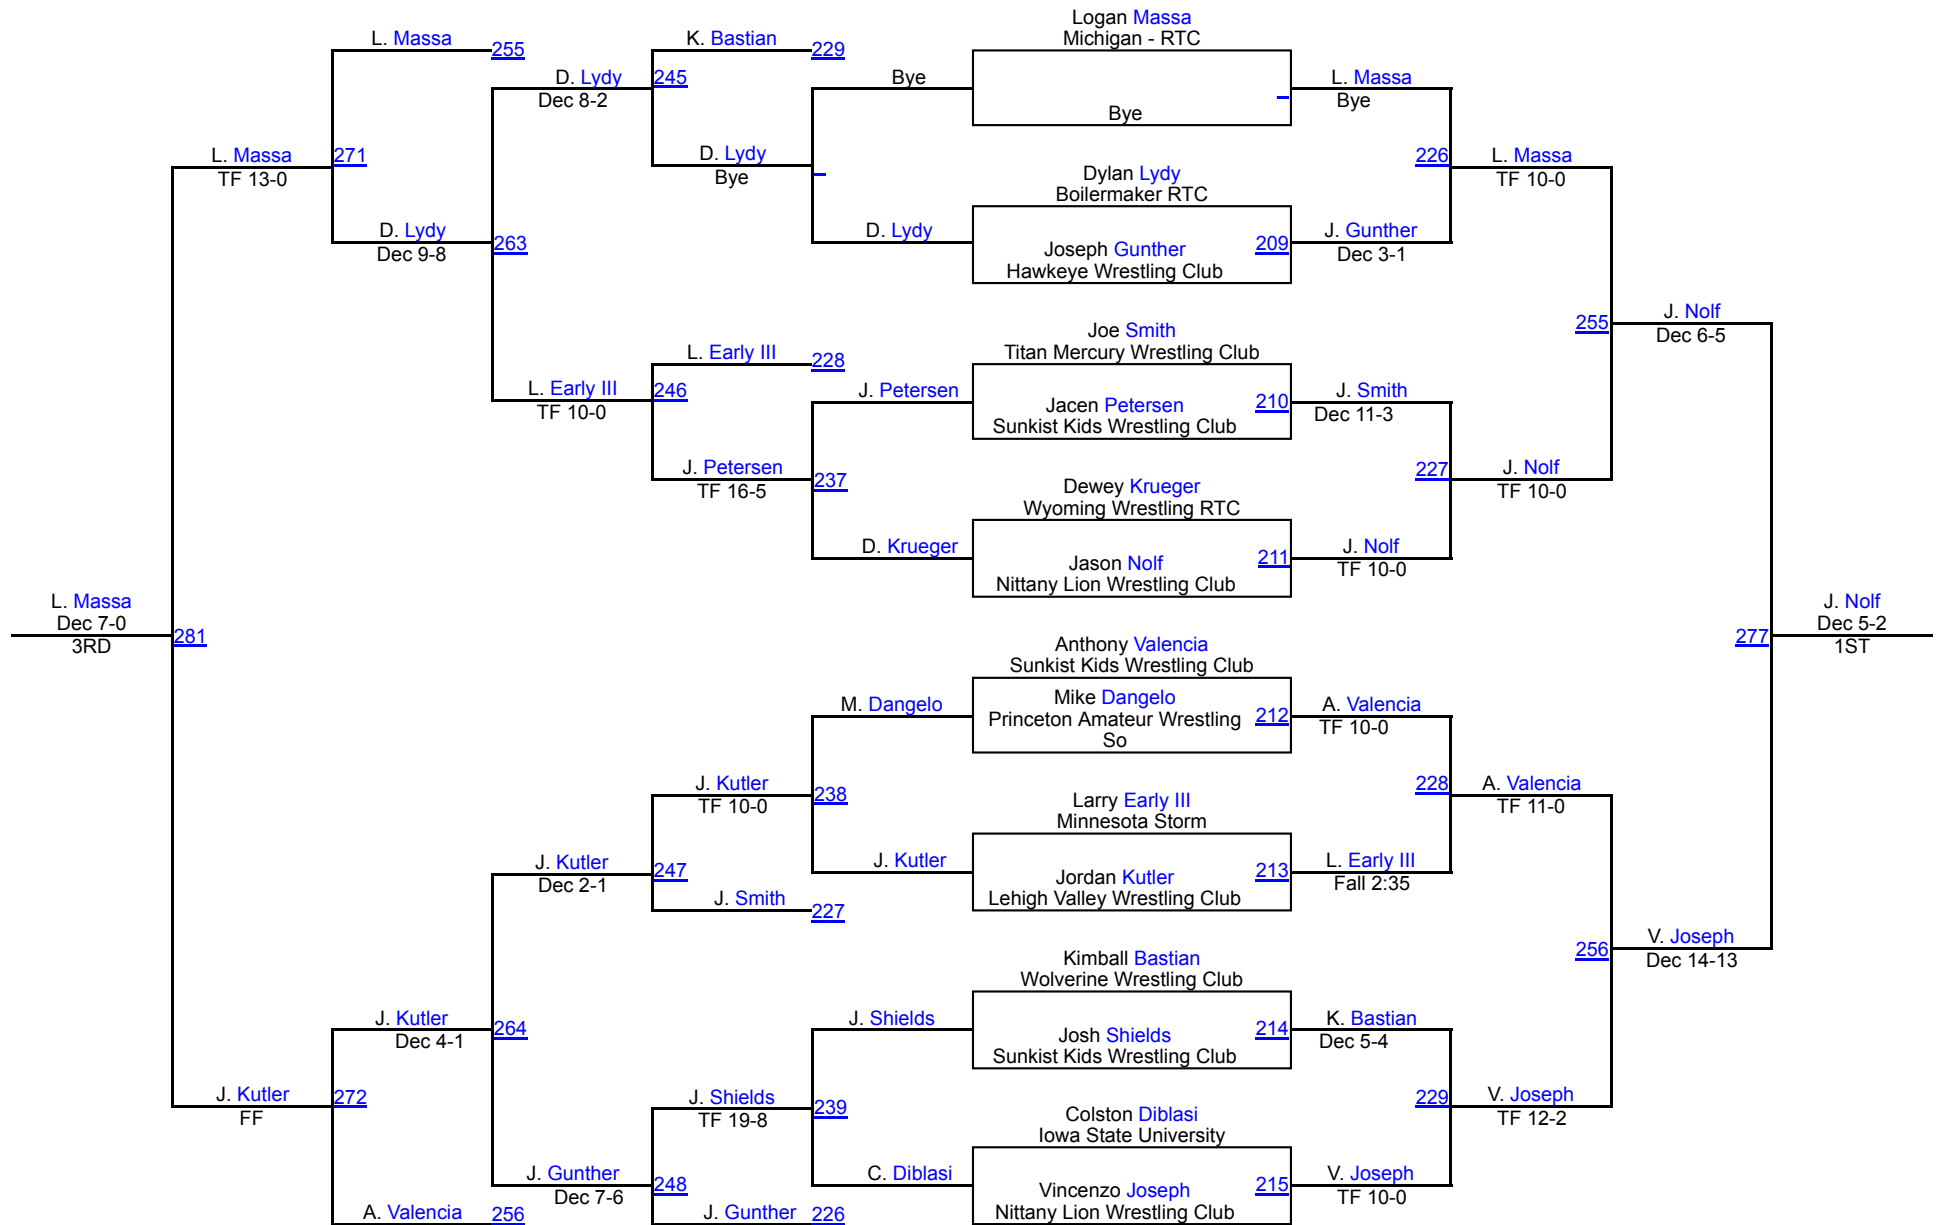 L. Massa
255
D. Lydy
Dec 8-2
245
K. Bastian
229
Bye
Logan Massa
Michigan - RTC
Bye
L. Massa
Bye
L. Massa
TF 13-0
271
D. Lydy
Bye
226
L. Massa
TF 10-0
D. Lydy
Dec 9-8
263
D. Lydy
Dylan Lydy
Boilermaker RTC
Joseph Gunther
Hawkeye Wrestling Club
209
J. Gunther
Dec 3-1
255
J. Nolf
Dec 6-5
L. Early III
TF 10-0
246
L. Early III
228
J. Petersen
Joe Smith
Titan Mercury Wrestling Club
Jacen Petersen
Sunkist Kids Wrestling Club
210
J. Smith
Dec 11-3
J. Petersen
TF 16-5
237
227
J. Nolf
TF 10-0
D. Krueger
Dewey Krueger
Wyoming Wrestling RTC
Jason Nolf
Nittany Lion Wrestling Club
211
J. Nolf
TF 10-0
L. Massa
Dec 7-0
3RD
281
277
J. Nolf
Dec 5-2
1ST
M. Dangelo
Anthony Valencia
Sunkist Kids Wrestling Club
Mike Dangelo
Princeton Amateur Wrestling
So
212
A. Valencia
TF 10-0
J. Kutler
TF 10-0
238
228
A. Valencia
TF 11-0
J. Kutler
Dec 2-1
247
J. Smith
227
J. Kutler
Larry Early III
Minnesota Storm
Jordan Kutler
Lehigh Valley Wrestling Club
213
L. Early III
Fall 2:35
256
V. Joseph
Dec 14-13
J. Kutler
Dec 4-1
264
J. Shields
Kimball Bastian
Wolverine Wrestling Club
Josh Shields
Sunkist Kids Wrestling Club
214
K. Bastian
Dec 5-4
J. Kutler
FF
272
J. Shields
TF 19-8
239
229
V. Joseph
TF 12-2
J. Gunther
Dec 7-6
248
C. Diblasi
Colston Diblasi
Iowa State University
Vincenzo Joseph
Nittany Lion Wrestling Club
215
V. Joseph
TF 10-0
A. Valencia
256
J. Gunther
226